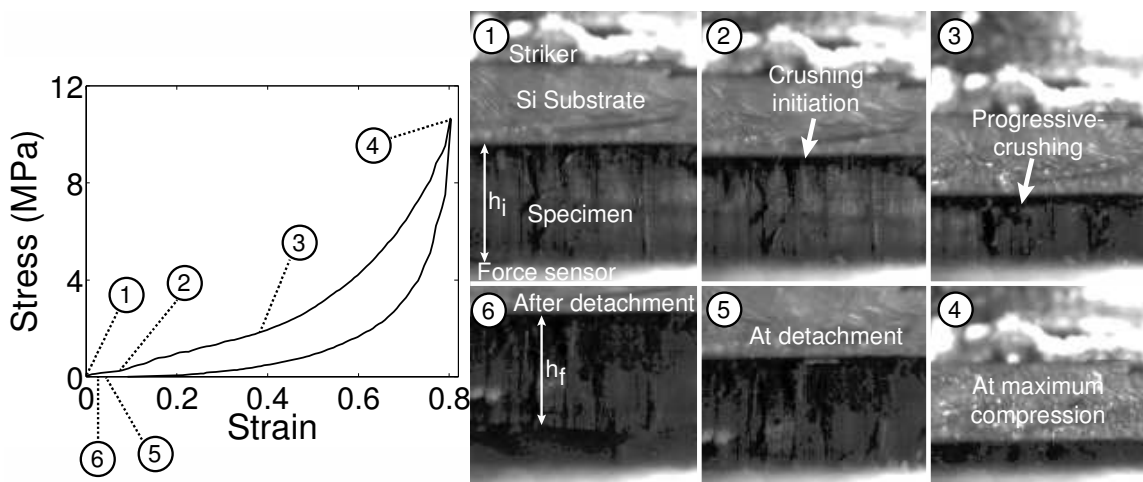 12
8
4
0
Stress (MPa)
0
0.2
0.4
0.6
0.8
Strain
1
2
3
4
5
6
1
Striker
Si Substrate
hi
Specimen
Force sensor
2
Crushing
initiation
3
Progressive-
crushing
6
After detachment
hf
5
At detachment
4
At maximum
compression